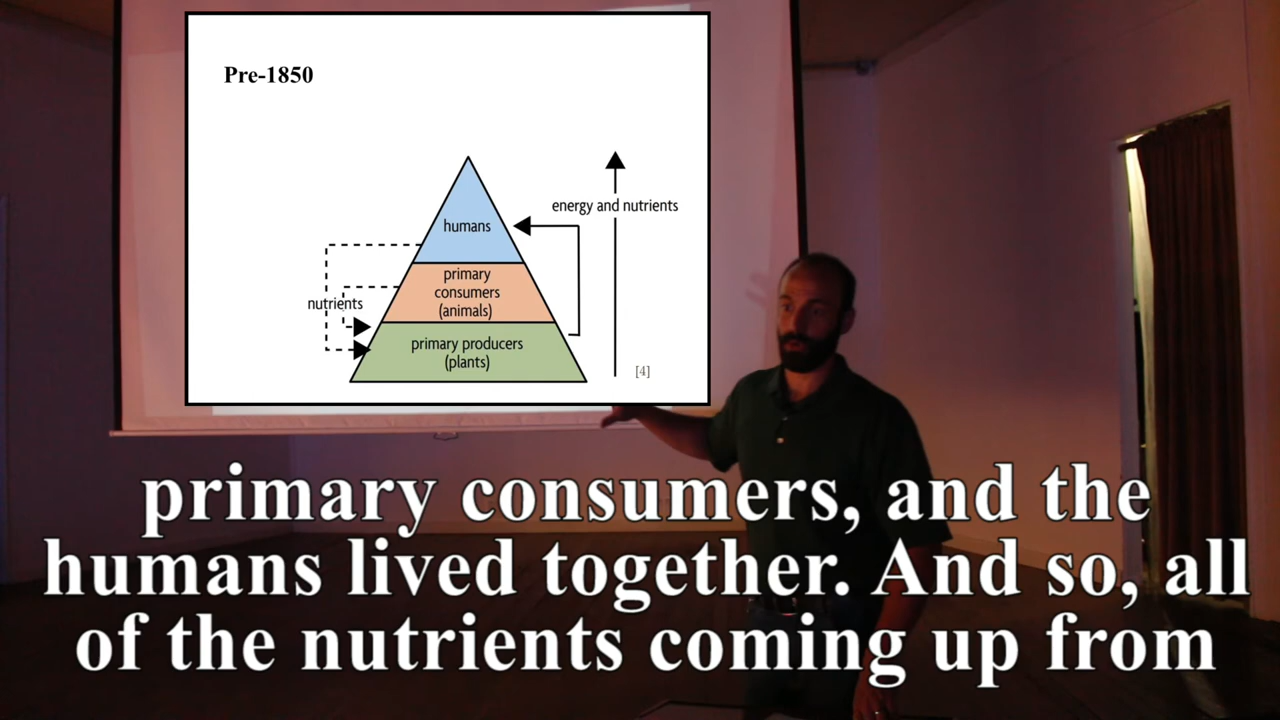 Pre-1850
energy and nutrients
humans
primary
consumers
(animals)
nutrients
primary producers
(plants)
[4]
primary consumers, and the
humans lived together. And so, all
of the nutrients coming up from